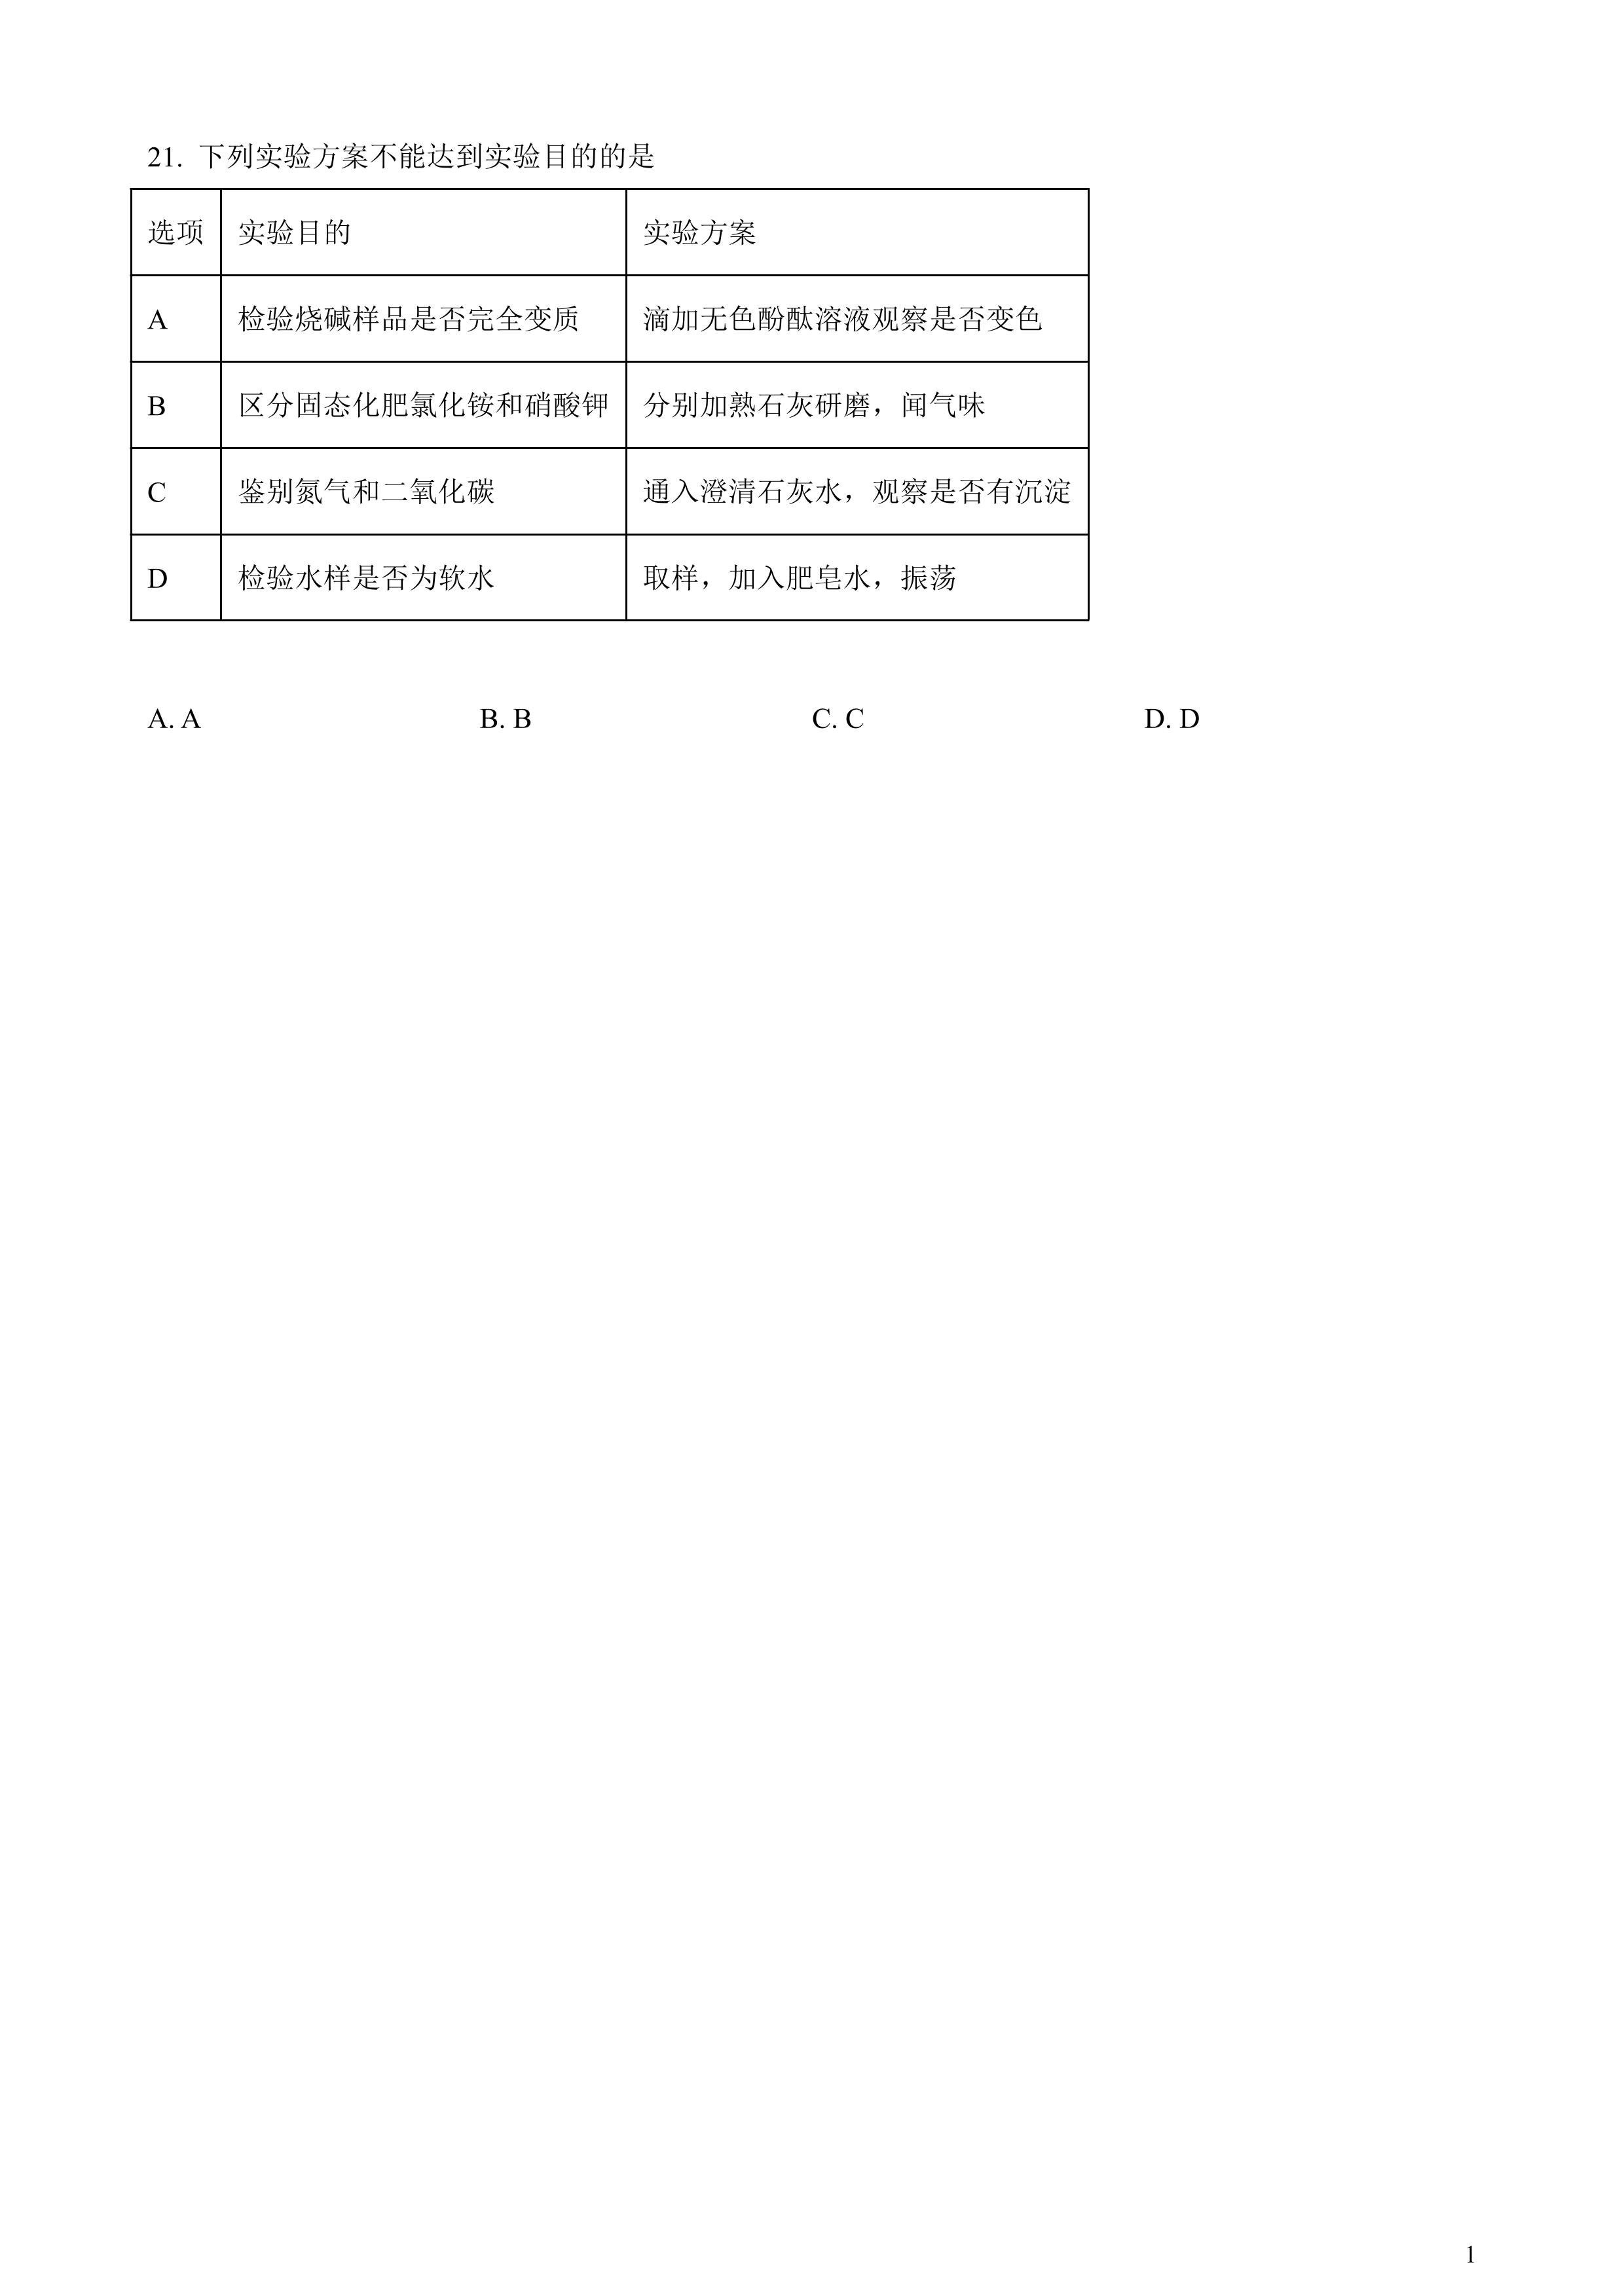 21. 下列实验方案不能达到实验目的的是
选项 实验目的 实验方案
A 检验烧碱样品是否完全变质 滴加无色酚酞溶液观察是否变色
B 区分固态化肥氯化铵和硝酸钾 分别加熟石灰研磨，闻气味
C 鉴别氮气和二氧化碳 通入澄清石灰水，观察是否有沉淀
D 检验水样是否为软水 取样，加入肥皂水，振荡
A. A B. B C. C D. D
1